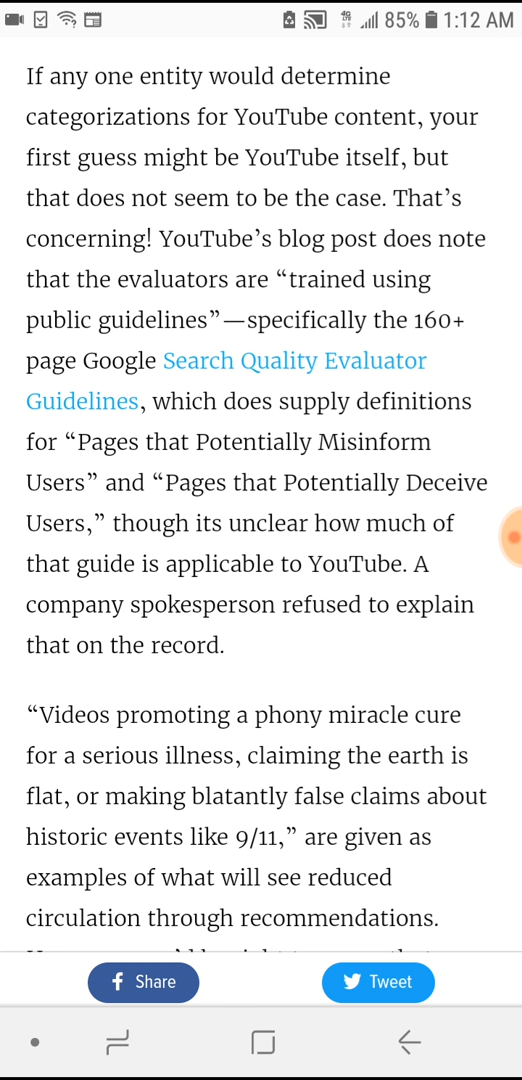 85% 1:12 AM
If any one entity would determine
categorizations for YouTube content, your
first guess might be YouTube itself, but
that does not seem to be the case. That’s
concerning! YouTube’s blog post does note
that the evaluators are “trained using
public guidelines”—specifically the 160+
page Google Search Quality Evaluator
Guidelines, which does supply definitions
for “Pages that Potentially Misinform
Users” and “Pages that Potentially Deceive
Users,” though its unclear how much of
that guide is applicable to YouTube. A
company spokesperson refused to explain
that on the record.
“Videos promoting a phony miracle cure
for a serious illness, claiming the earth is
flat, or making blatantly false claims about
historic events like 9/11,” are given as
examples of what will see reduced
circulation through recommendations.
Share Tweet